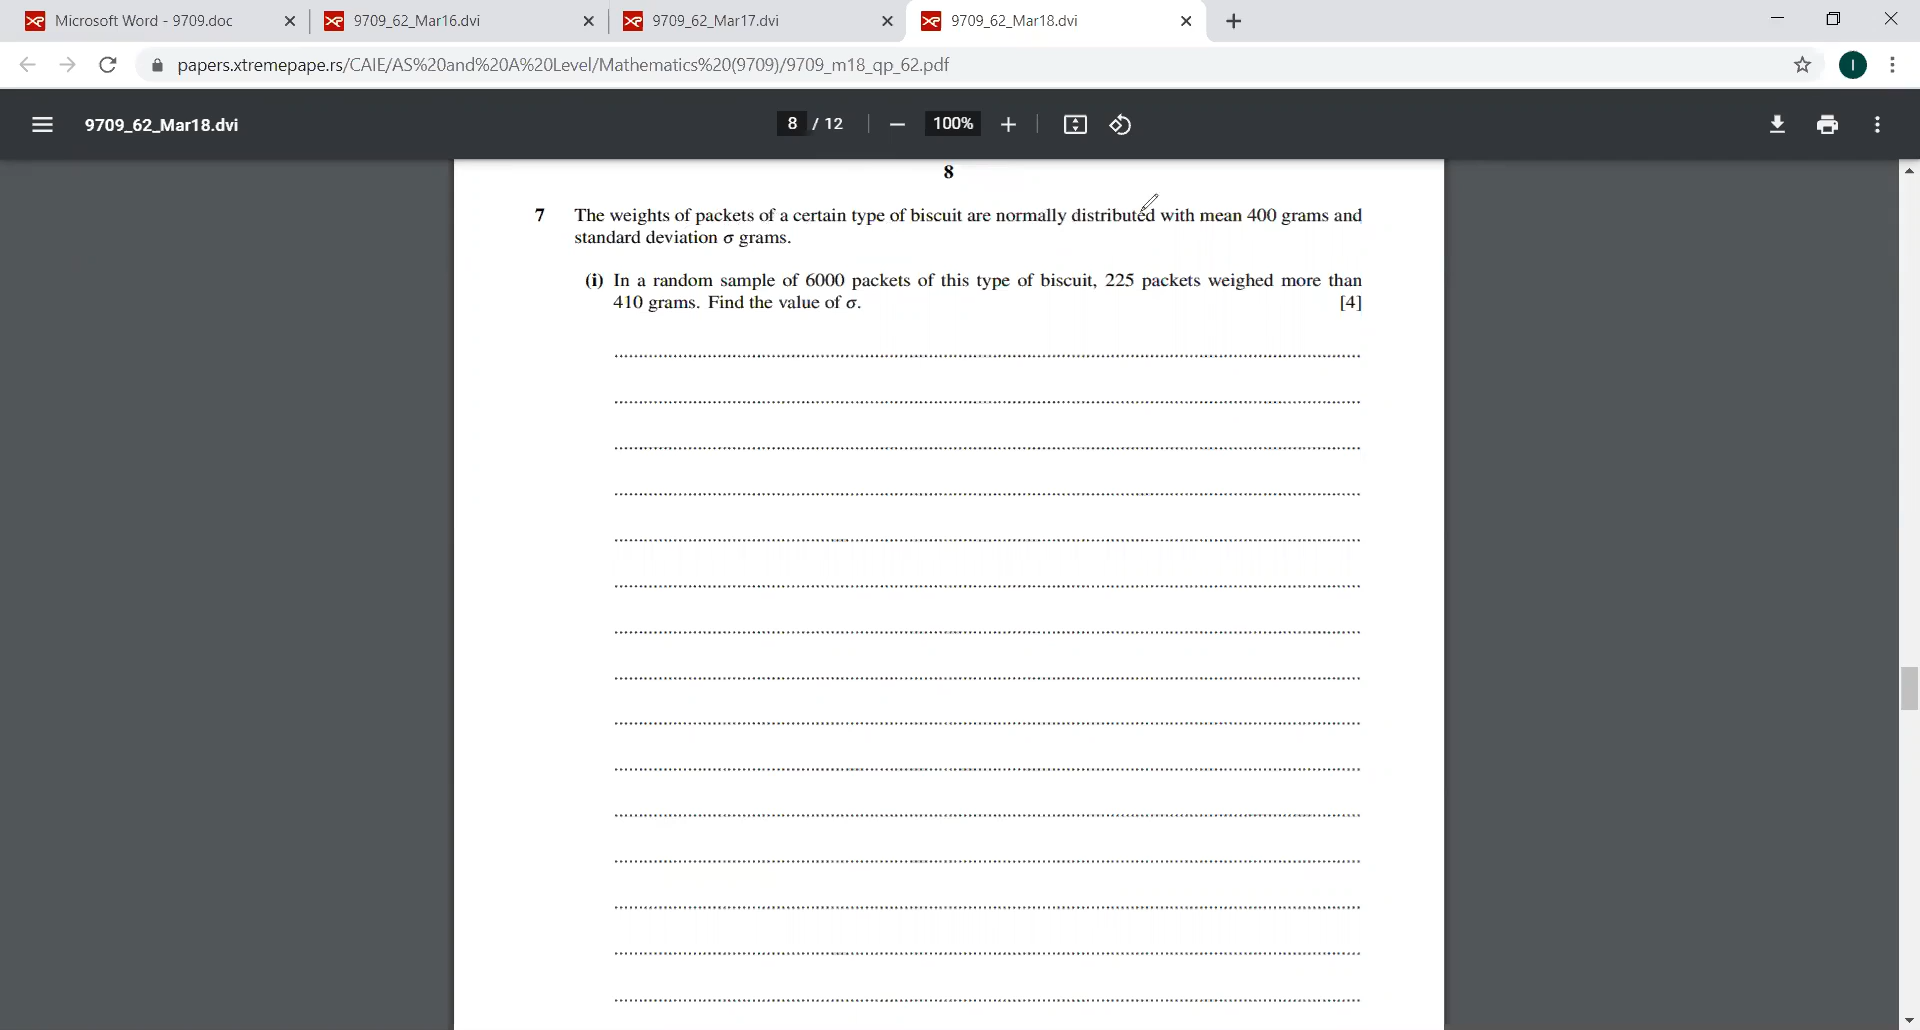 Microsoft Word - 9709.doc
9709_62_Mar16.dvi
9709_62_Mar17.dvi
9709_62_Mar18.dvi
papers.xtremepape.rs/CAIE/AS%20and%20A%20Level/Mathematics%20(9709)/9709_m18_qp_62.pdf
I
9709_62_Mar18.dvi
8 / 12
100%
8
7 The weights of packets of a certain type of biscuit are normally distributed with mean 400 grams and
standard deviation σ grams.
(i) In a random sample of 6000 packets of this type of biscuit, 225 packets weighed more than
410 grams. Find the value of σ. [4]